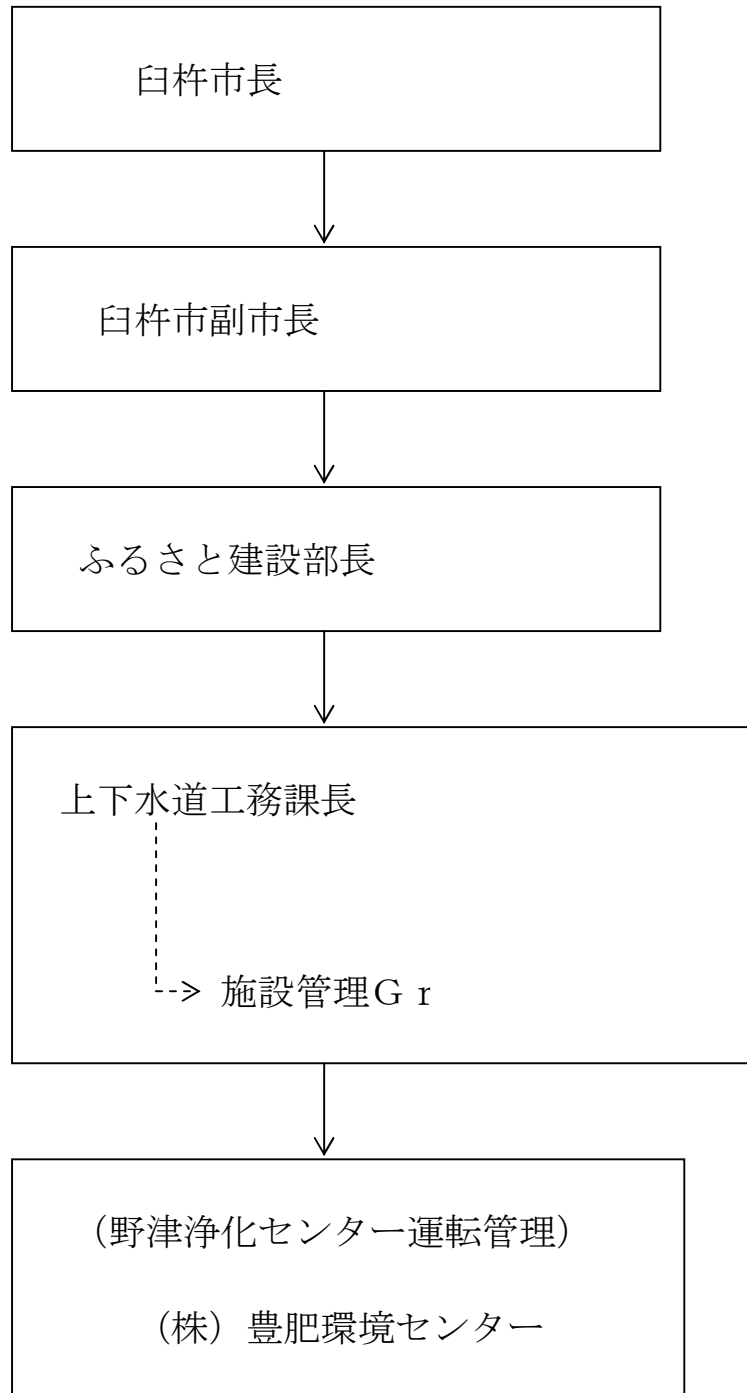 臼杵市長
臼杵市副市長
ふるさと建設部長
上下水道工務課長
施設管理Ｇｒ
（野津浄化センター運転管理）
（株）豊肥環境センター